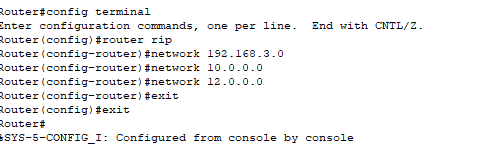 Router#config terminal
Enter configuration commands, one per line.  End with CNTL/Z.
Router(config)#router rip
Router(config-router)#network 192.168.3.0
Router(config-router)#network 10.0.0.0
Router(config-router)#network 12.0.0.0
Router(config-router)#exit
Router(config)#exit
Router#
%SYS-5-CONFIG_I: Configured from console by console